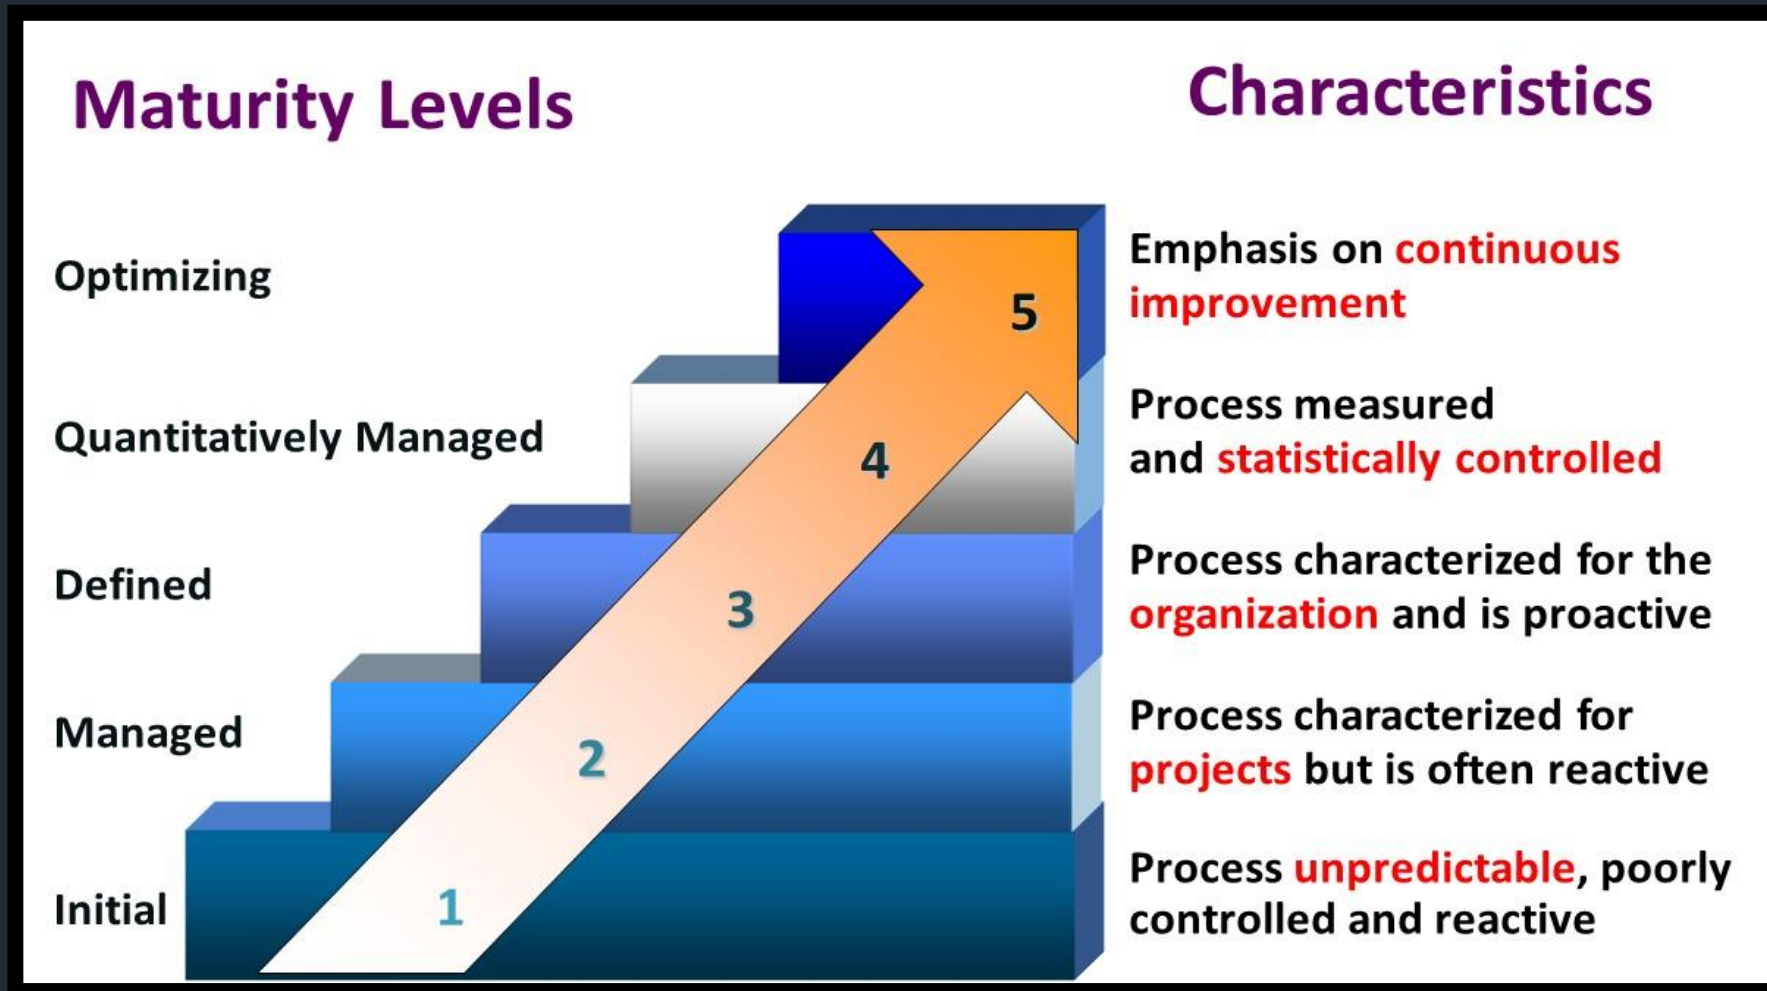 Maturity Levels
Characteristics
Optimizing
5
Emphasis on continuous
improvement
Quantitatively Managed
4
Process measured
and statistically controlled
Defined
3
Process characterized for the
organization and is proactive
Managed
2
Process characterized for
projects but is often reactive
Initial
1
Process unpredictable, poorly
controlled and reactive